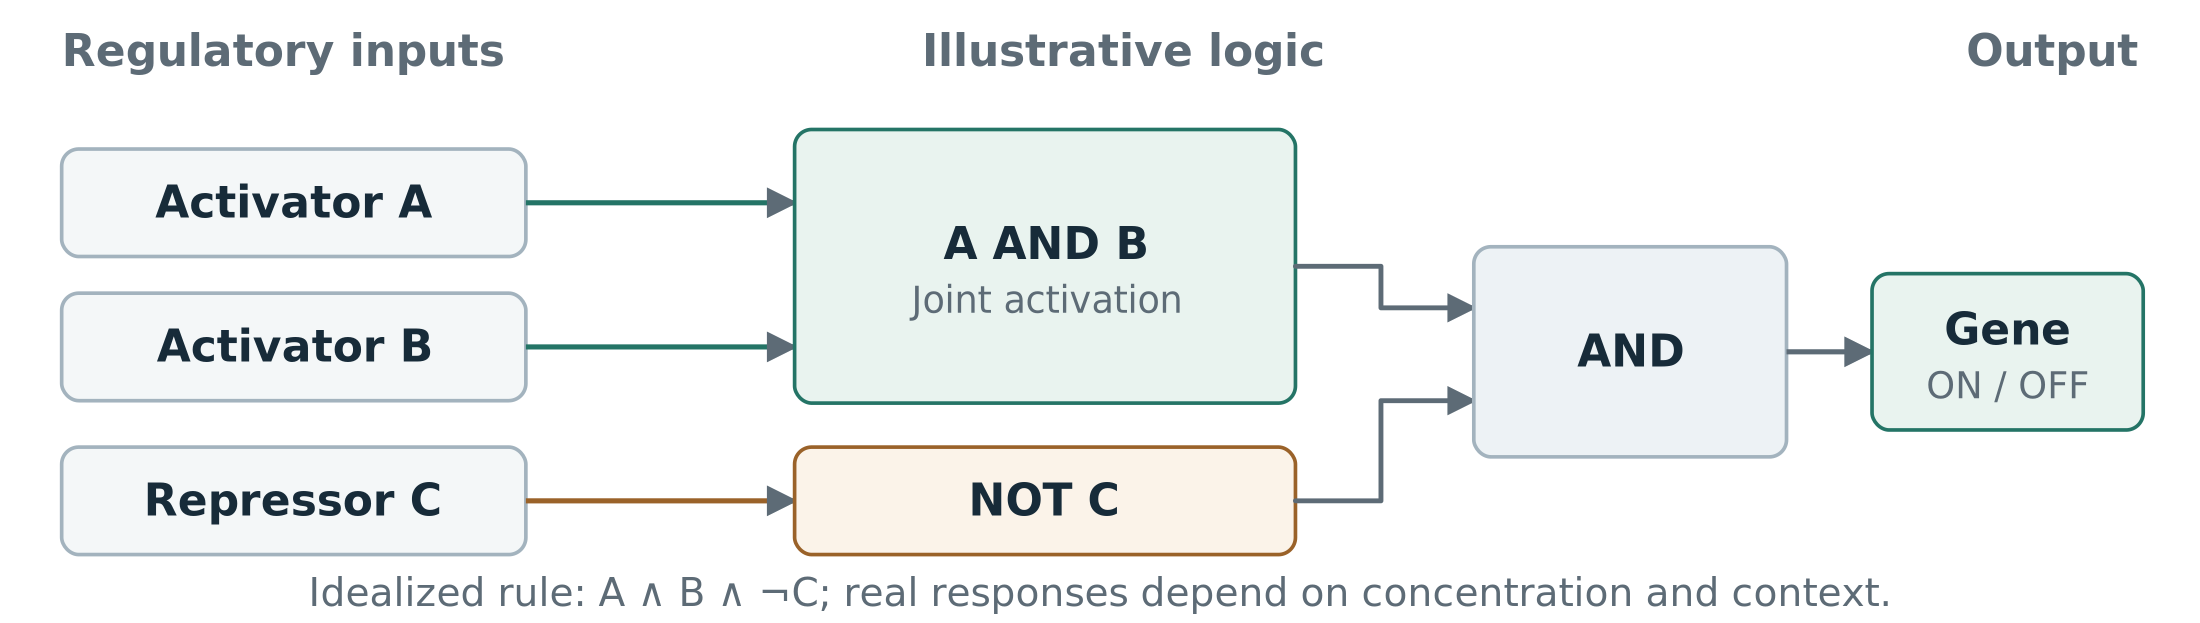 Regulatory inputs
Illustrative logic
Output
Activator A
Activator B
Repressor C
A AND B
Joint activation
NOT C
AND
Gene
ON / OFF
Idealized rule: A ∧ B ∧ ¬C; real responses depend on concentration and context.